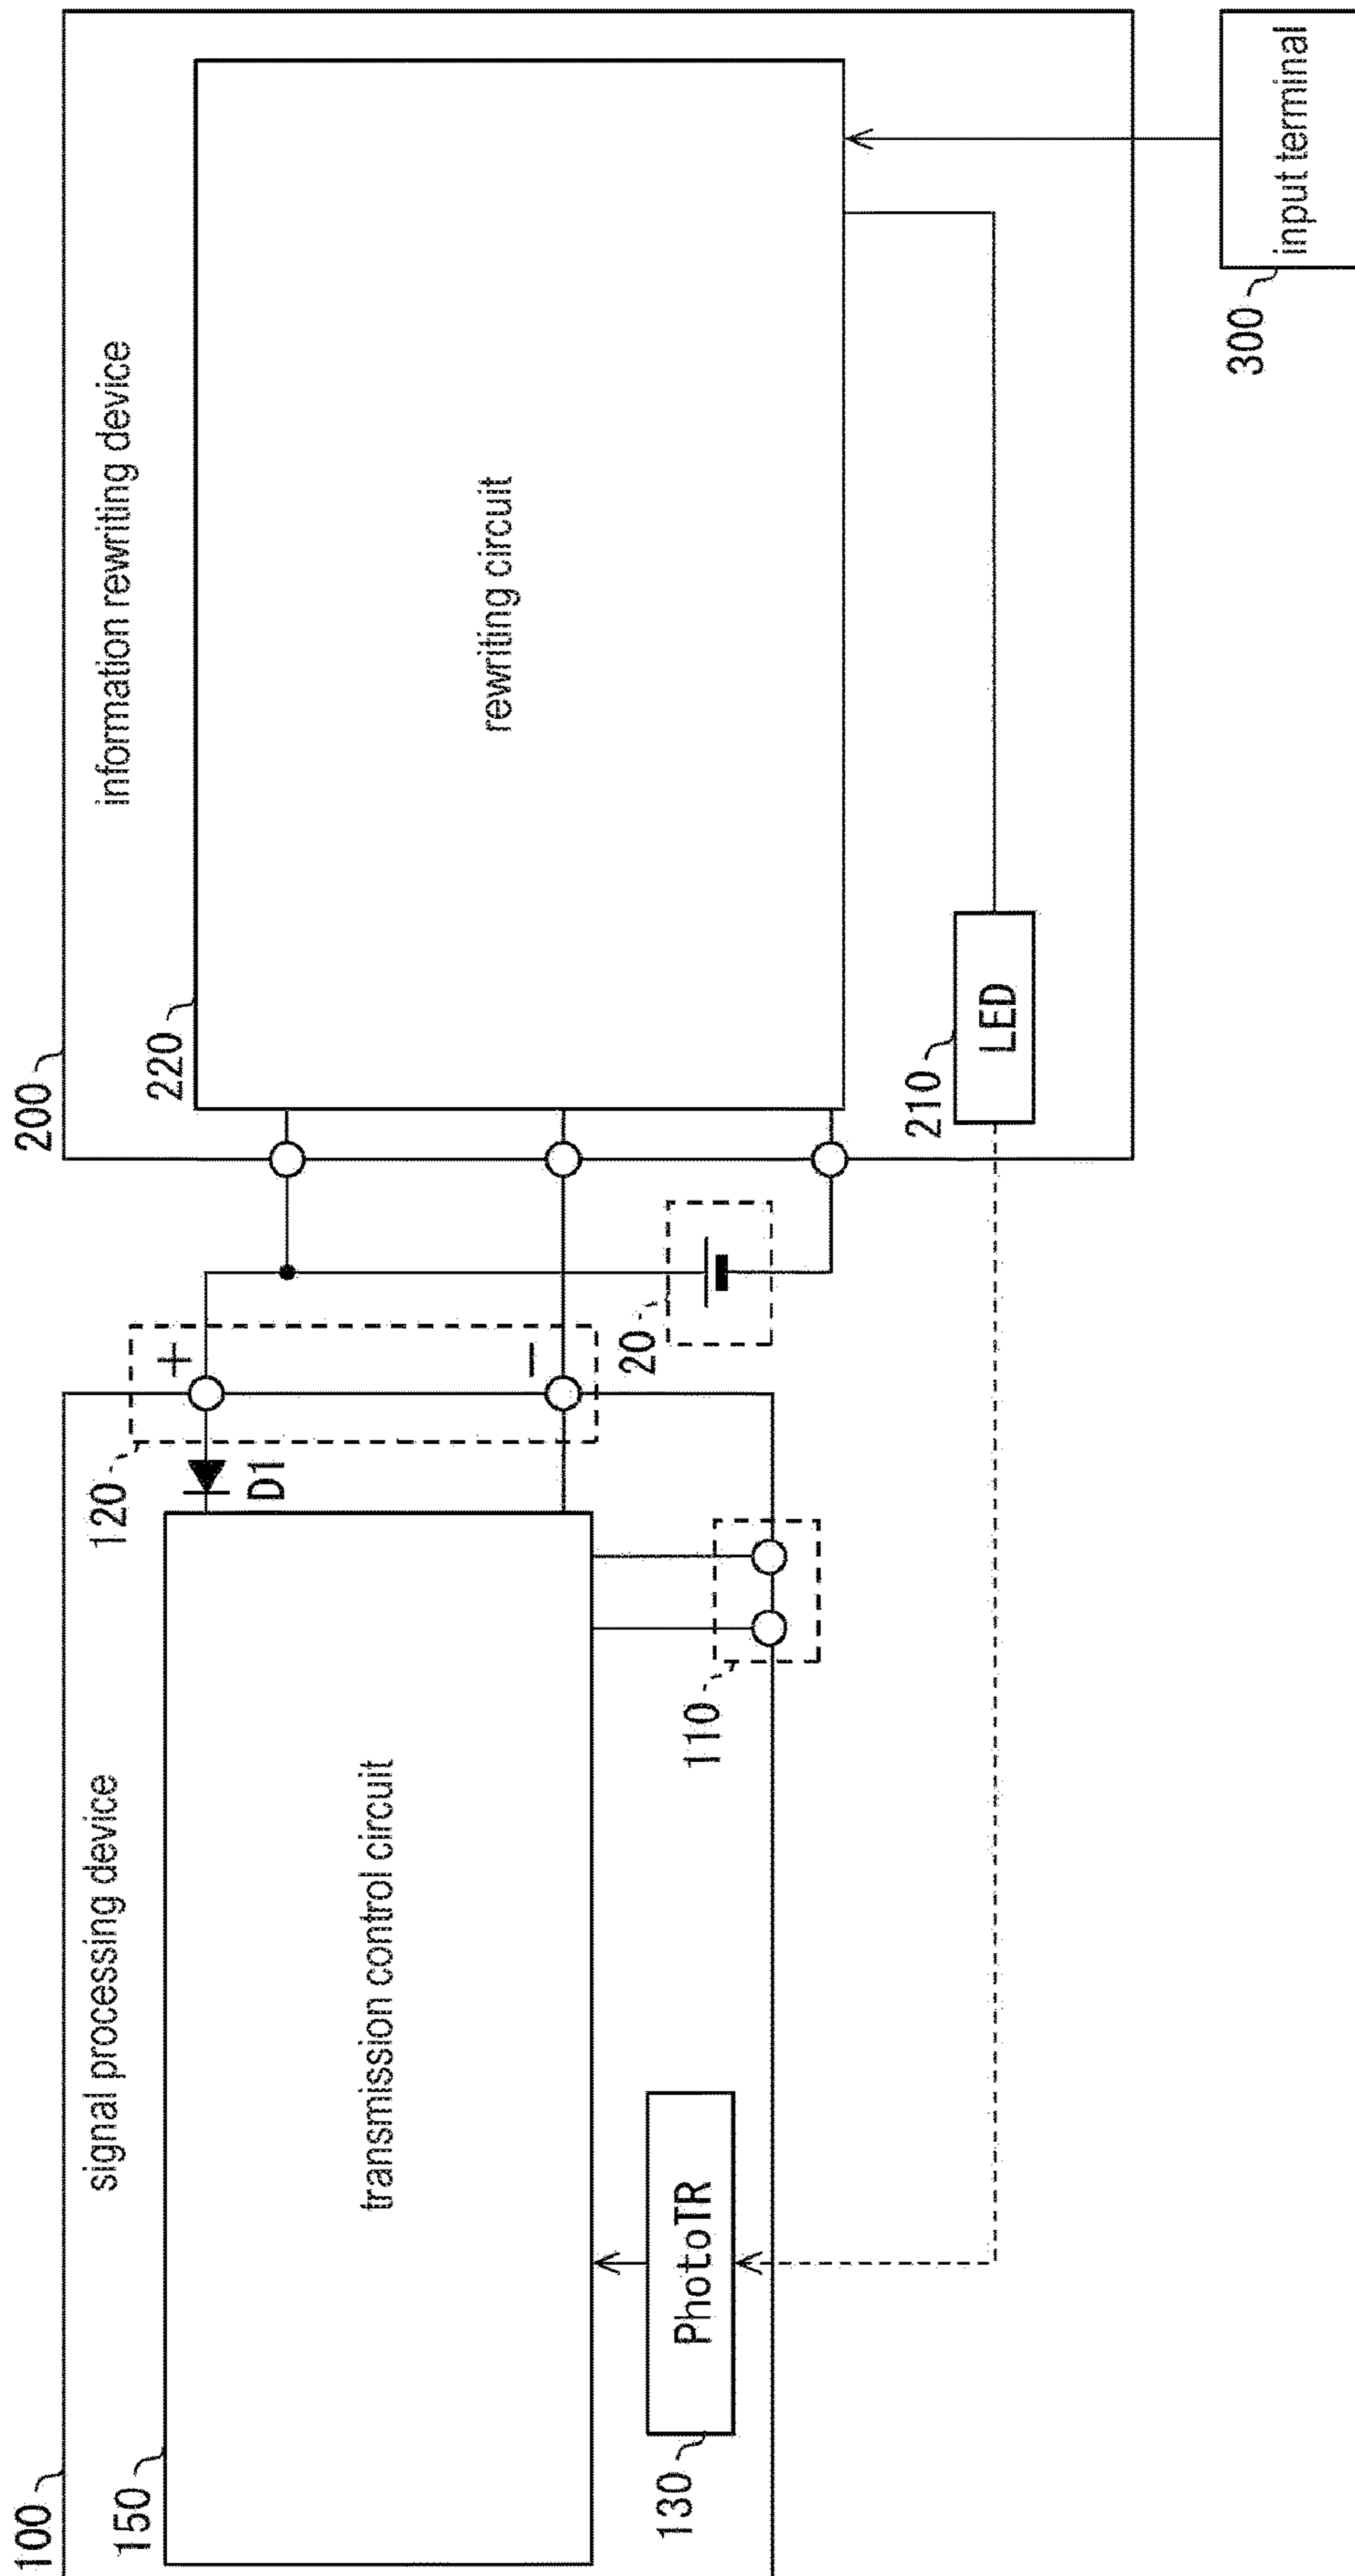 100
signal processing device
150
transmission control circuit
120
+
−
D1
110
130
PhotoTR
20
200
information rewriting device
220
rewriting circuit
210
LED
300
input terminal